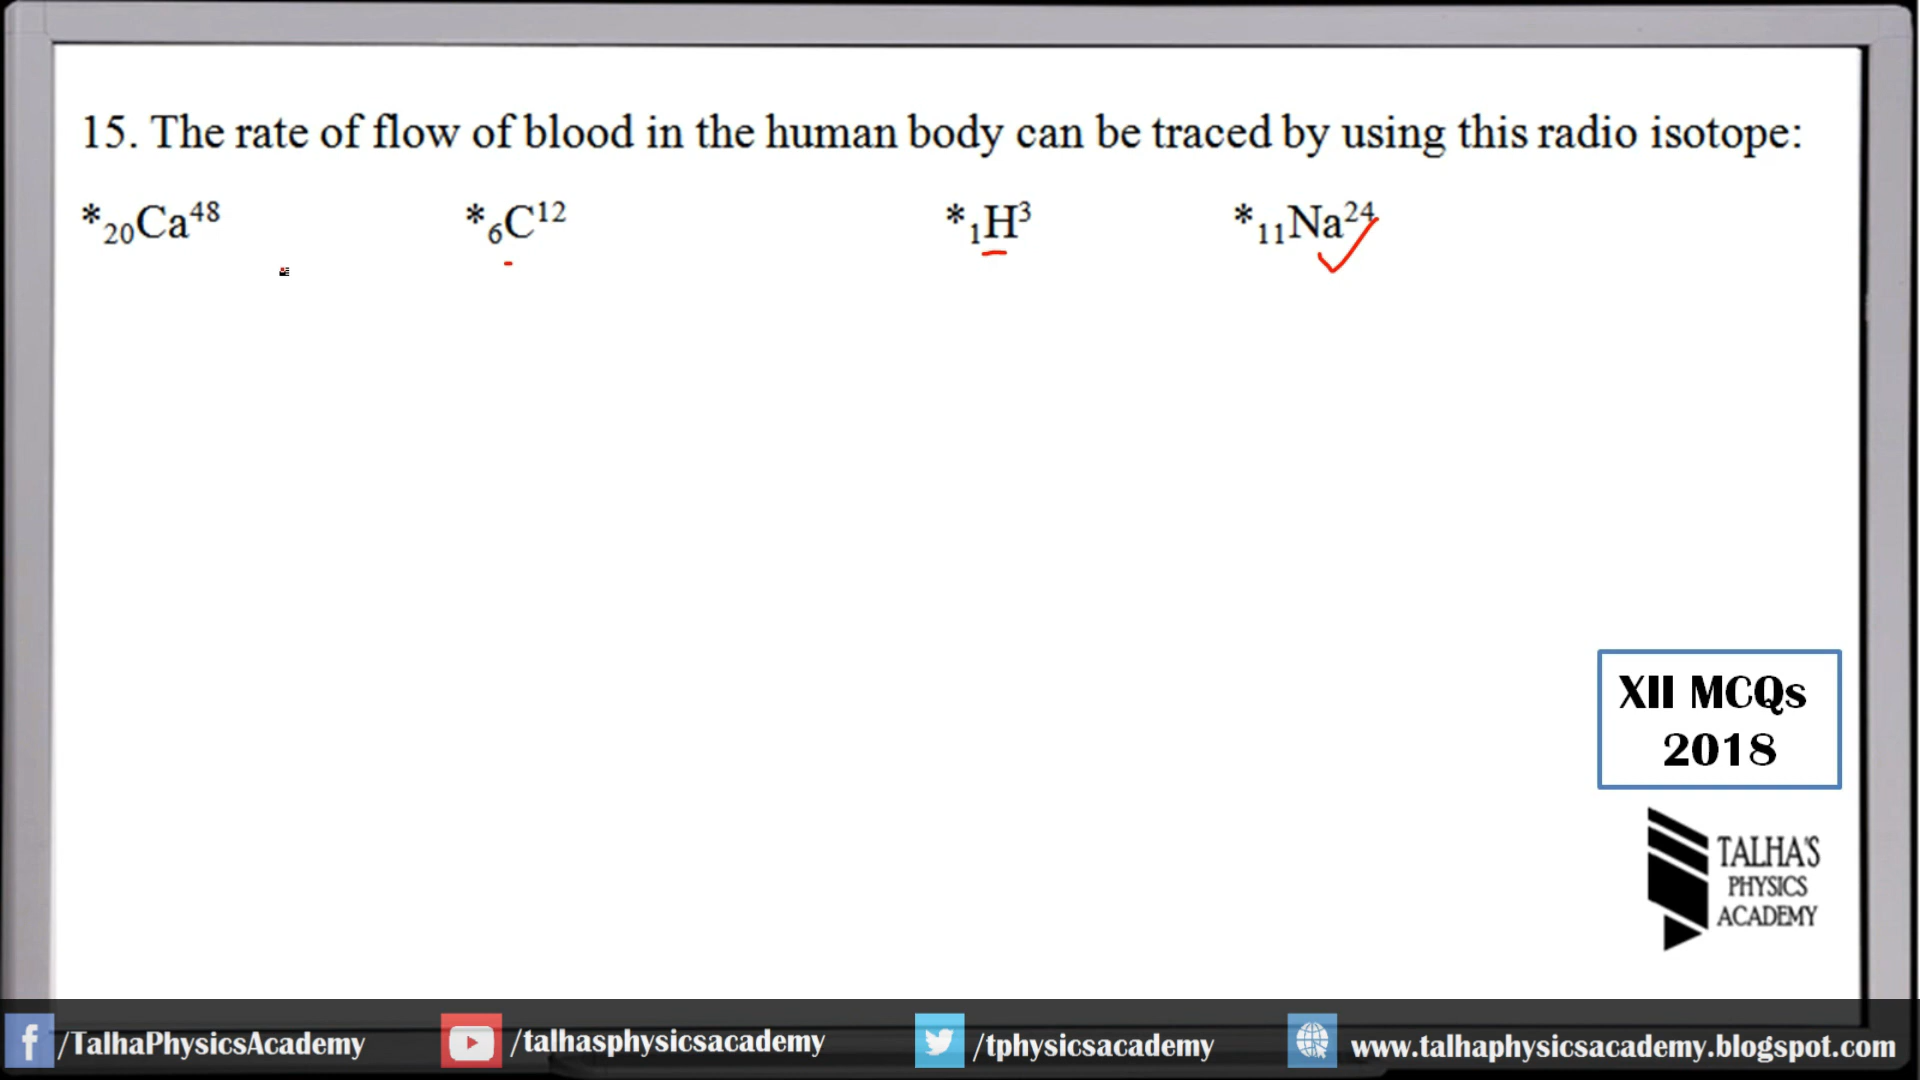 15. The rate of flow of blood in the human body can be traced by using this radio isotope:
*₂₀Ca⁴⁸ *₆C¹² *₁H³ *₁₁Na²⁴
XII MCQs
2018
TALHA'S
PHYSICS
ACADEMY
/TalhaPhysicsAcademy /talhasphysicsacademy /tphysicsacademy www.talhaphysicsacademy.blogspot.com